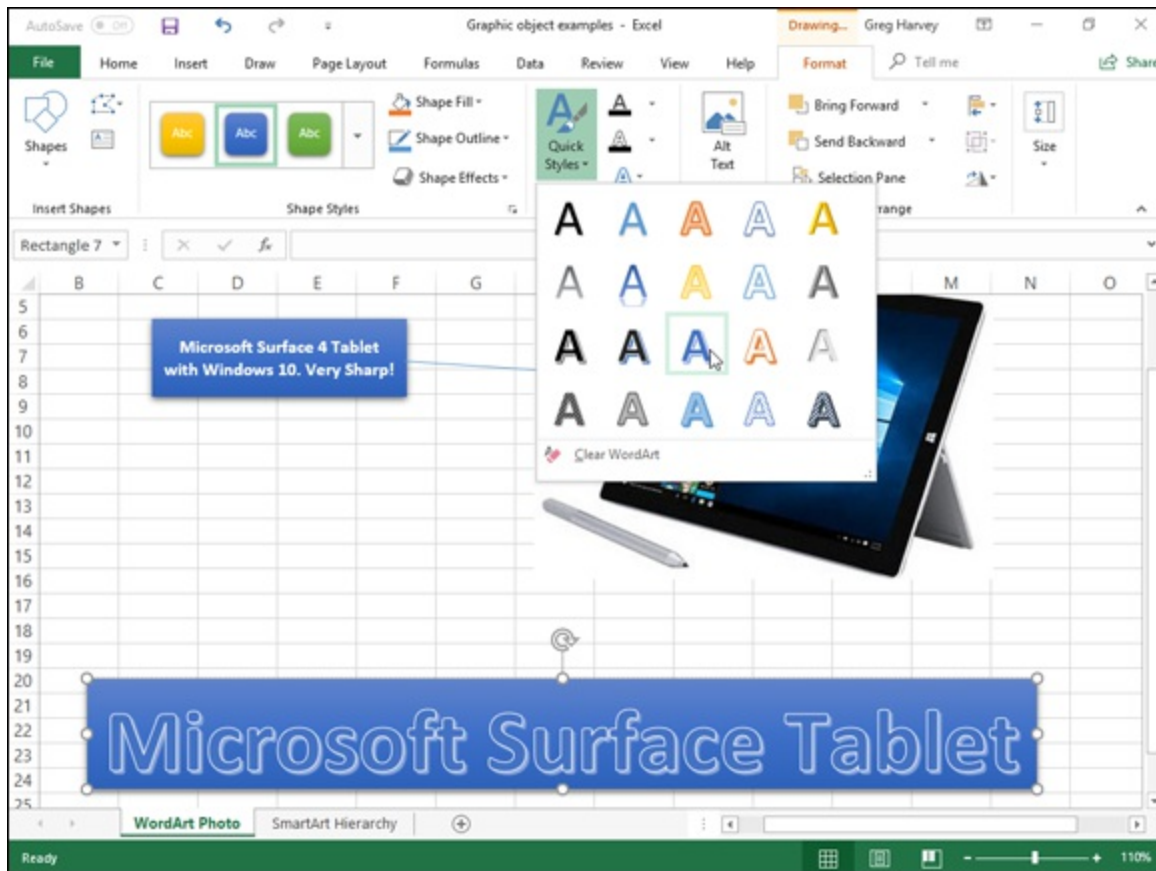 AutoSave Off Graphic object examples - Excel Drawing... Greg Harvey
File Home Insert Draw Page Layout Formulas Data Review View Help Format Tell me Share
Shapes
Insert Shapes
Abc Abc Abc
Shape Fill
Shape Outline
Shape Effects
Shape Styles
Quick
Styles
A
A
A
Alt
Text
Bring Forward
Send Backward
Selection Pane
range
Size
Rectangle 7 fx
A A A A A
A A A A A
A A A A A
A A A A A
Clear WordArt
B C D E F G M N O
5
6
7
8
9
10
11
12
13
14
15
16
17
18
19
20
21
22
23
24
25
Microsoft Surface 4 Tablet
with Windows 10. Very Sharp!
Microsoft Surface Tablet
WordArt Photo SmartArt Hierarchy
Ready 110%